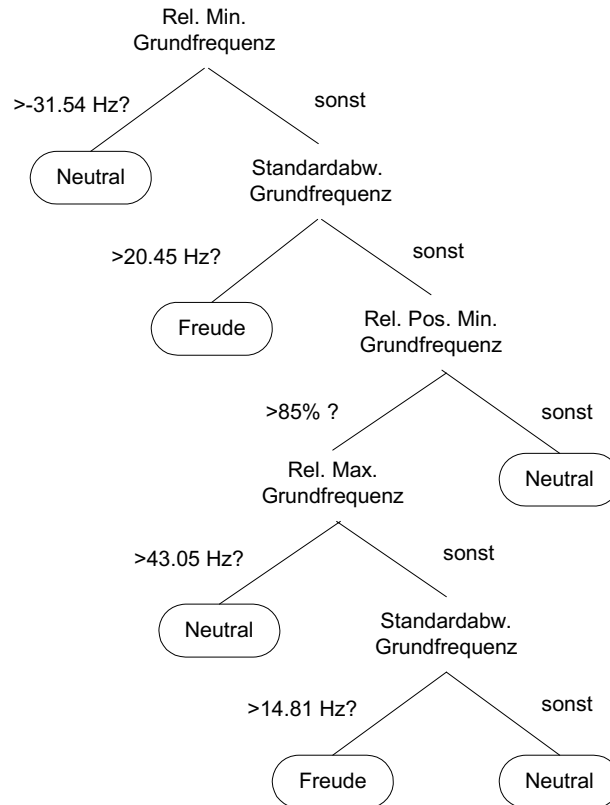 Rel. Min.
Grundfrequenz
>-31.54 Hz?
sonst
Neutral
Standardabw.
Grundfrequenz
>20.45 Hz?
sonst
Freude
Rel. Pos. Min.
Grundfrequenz
>85% ?
sonst
Rel. Max.
Grundfrequenz
Neutral
>43.05 Hz?
sonst
Neutral
Standardabw.
Grundfrequenz
>14.81 Hz?
sonst
Freude
Neutral